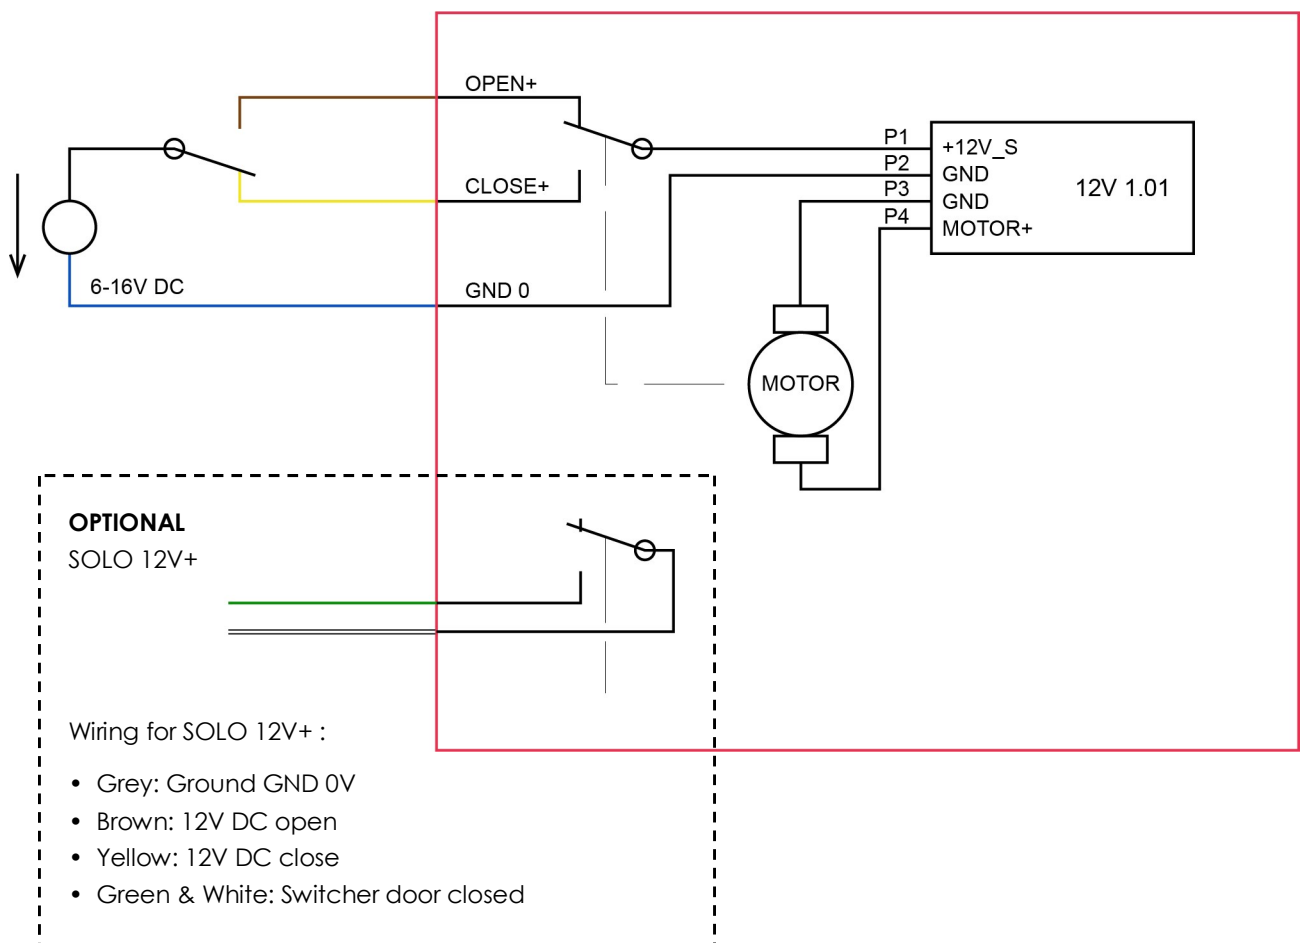 OPEN+
P1
+12V_S
P2
GND
CLOSE+
P3
GND
12V 1.01
P4
MOTOR+
6-16V DC
GND 0
MOTOR
OPTIONAL
SOLO 12V+
Wiring for SOLO 12V+ :
• Grey: Ground GND 0V
• Brown: 12V DC open
• Yellow: 12V DC close
• Green & White: Switcher door closed